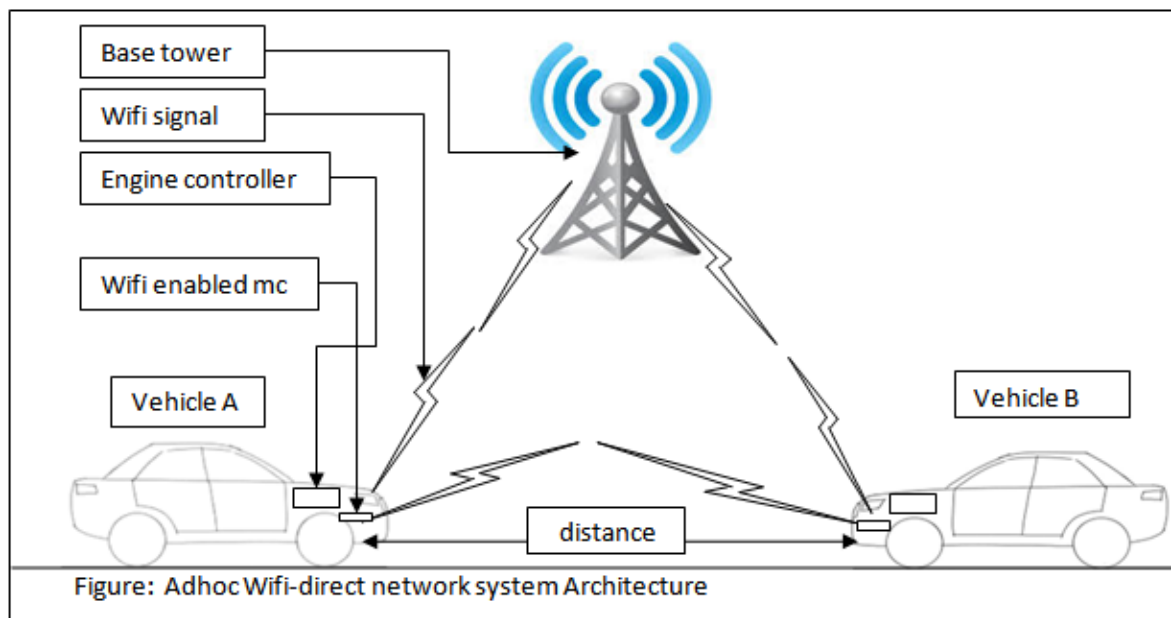 Base tower
Wifi signal
Engine controller
Wifi enabled mc
Vehicle A
Vehicle B
distance
Figure: Adhoc Wifi-direct network system Architecture